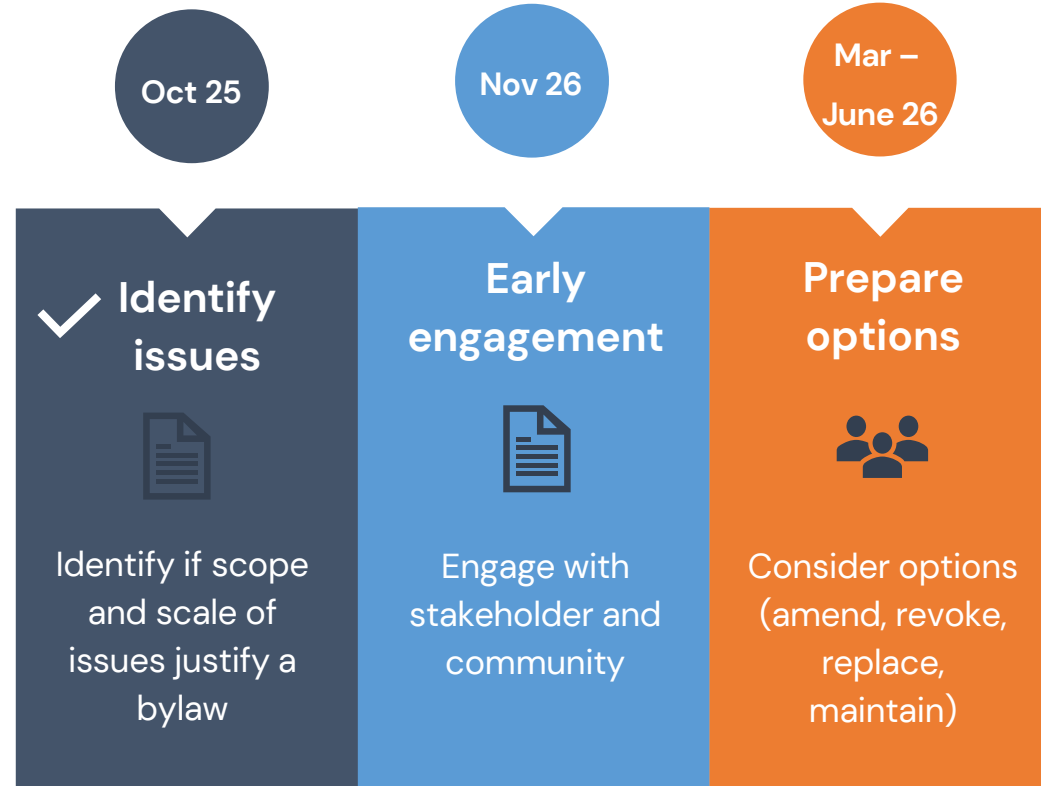 Oct 25
Identify
issues
Identify if scope
and scale of
issues justify a
bylaw
Nov 26
Early
engagement
Engage with
stakeholder and
community
Mar –
June 26
Prepare
options
Consider options
(amend, revoke,
replace,
maintain)